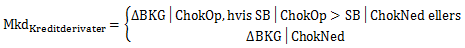 Mkd_Kreditderivater = { ΔBKG | ChokOp, hvis SB | ChokOp > SB | ChokNed ellers
ΔBKG | ChokNed